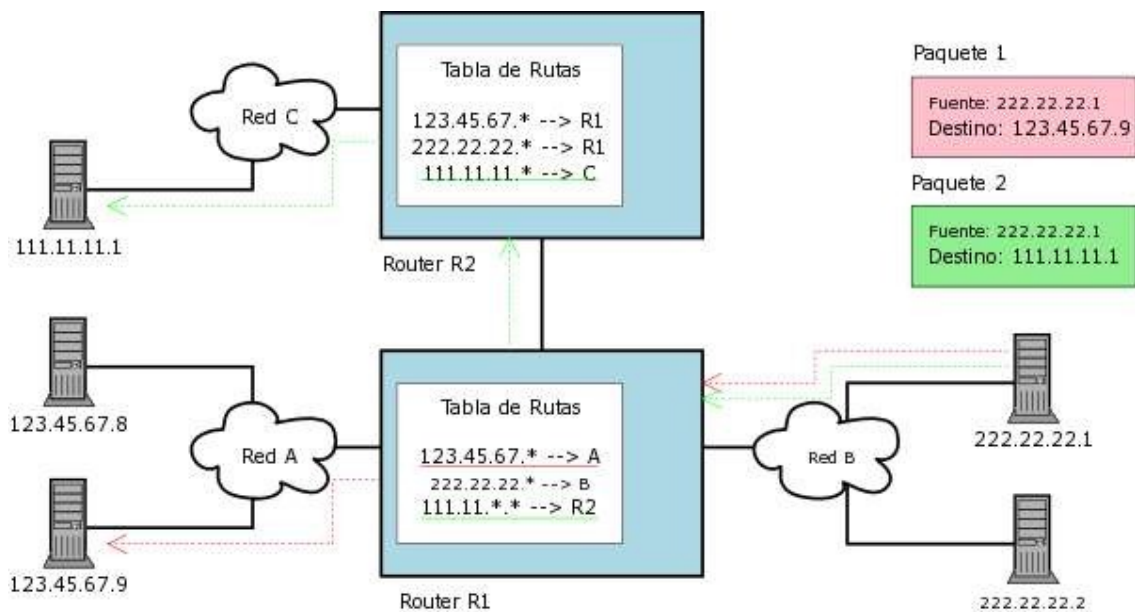 Tabla de Rutas
123.45.67.* --> R1
222.22.22.* --> R1
111.11.11.* --> C
Red C
111.11.11.1
Router R2
Paquete 1
Fuente: 222.22.22.1
Destino: 123.45.67.9
Paquete 2
Fuente: 222.22.22.1
Destino: 111.11.11.1
123.45.67.8
Red A
123.45.67.9
Tabla de Rutas
123.45.67.* --> A
222.22.22.* --> B
111.11.*.* --> R2
Router R1
Red B
222.22.22.1
222.22.22.2